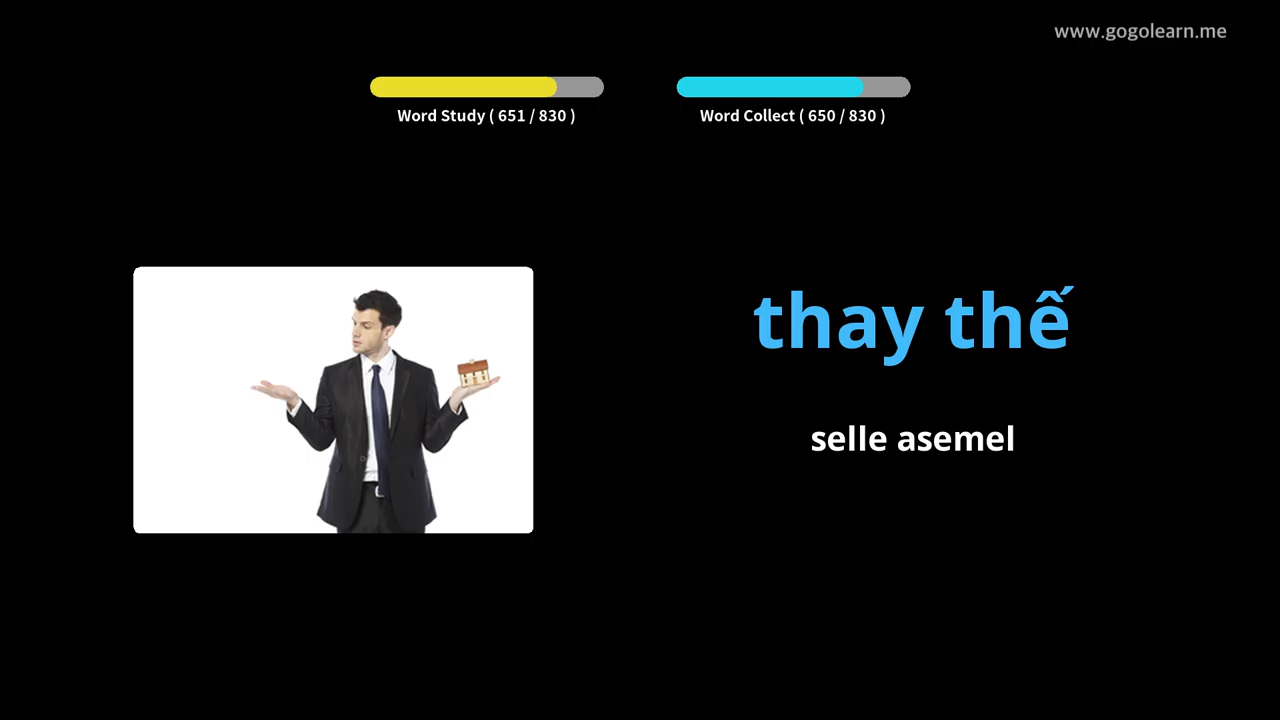 www.gogolearn.me
Word Study ( 651 / 830 )
Word Collect ( 650 / 830 )
thay thế
selle asemel